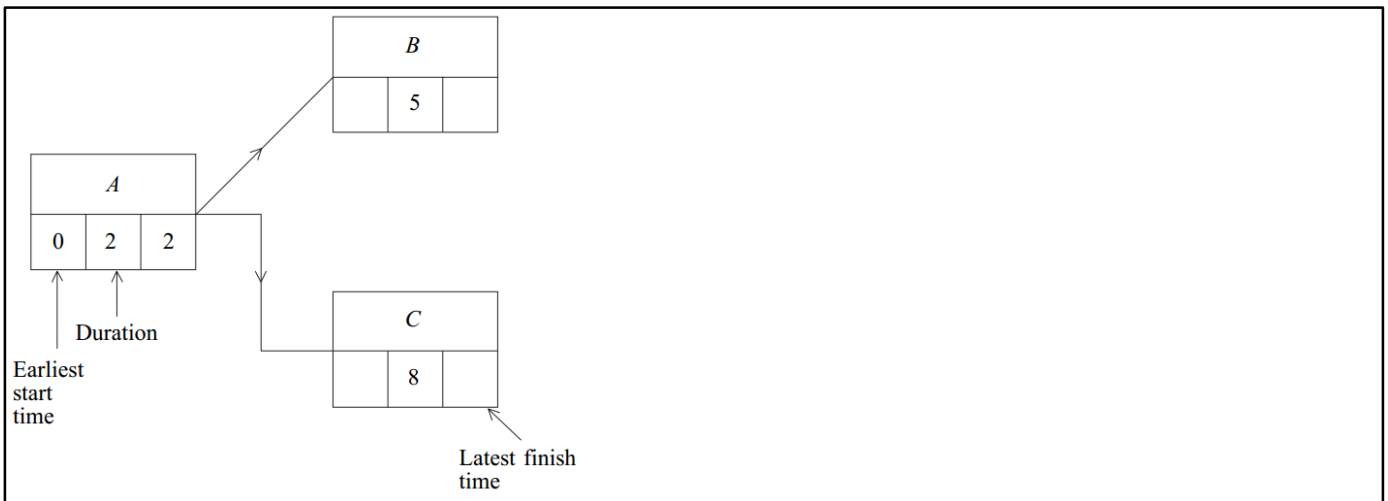 B
5
A
0 2 2
Duration
Earliest
start
time
C
8
Latest finish
time